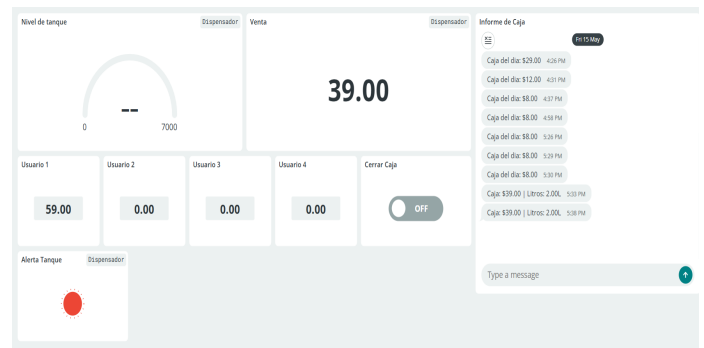 Nivel de tanque
Dispensador
--
0
7000
Venta
Dispensador
39.00
Usuario 1
59.00
Usuario 2
0.00
Usuario 3
0.00
Usuario 4
0.00
Cerrar Caja
OFF
Alerta Tanque
Dispensador
Informe de Caja
Fri 15 May
Caja del dia: $29.00 4:26 PM
Caja del dia: $12.00 4:31 PM
Caja del dia: $8.00 4:37 PM
Caja del dia: $8.00 4:58 PM
Caja del dia: $8.00 5:26 PM
Caja del dia: $8.00 5:29 PM
Caja del dia: $8.00 5:30 PM
Caja: $39.00 | Litros: 2.00L 5:33 PM
Caja: $39.00 | Litros: 2.00L 5:38 PM
Type a message